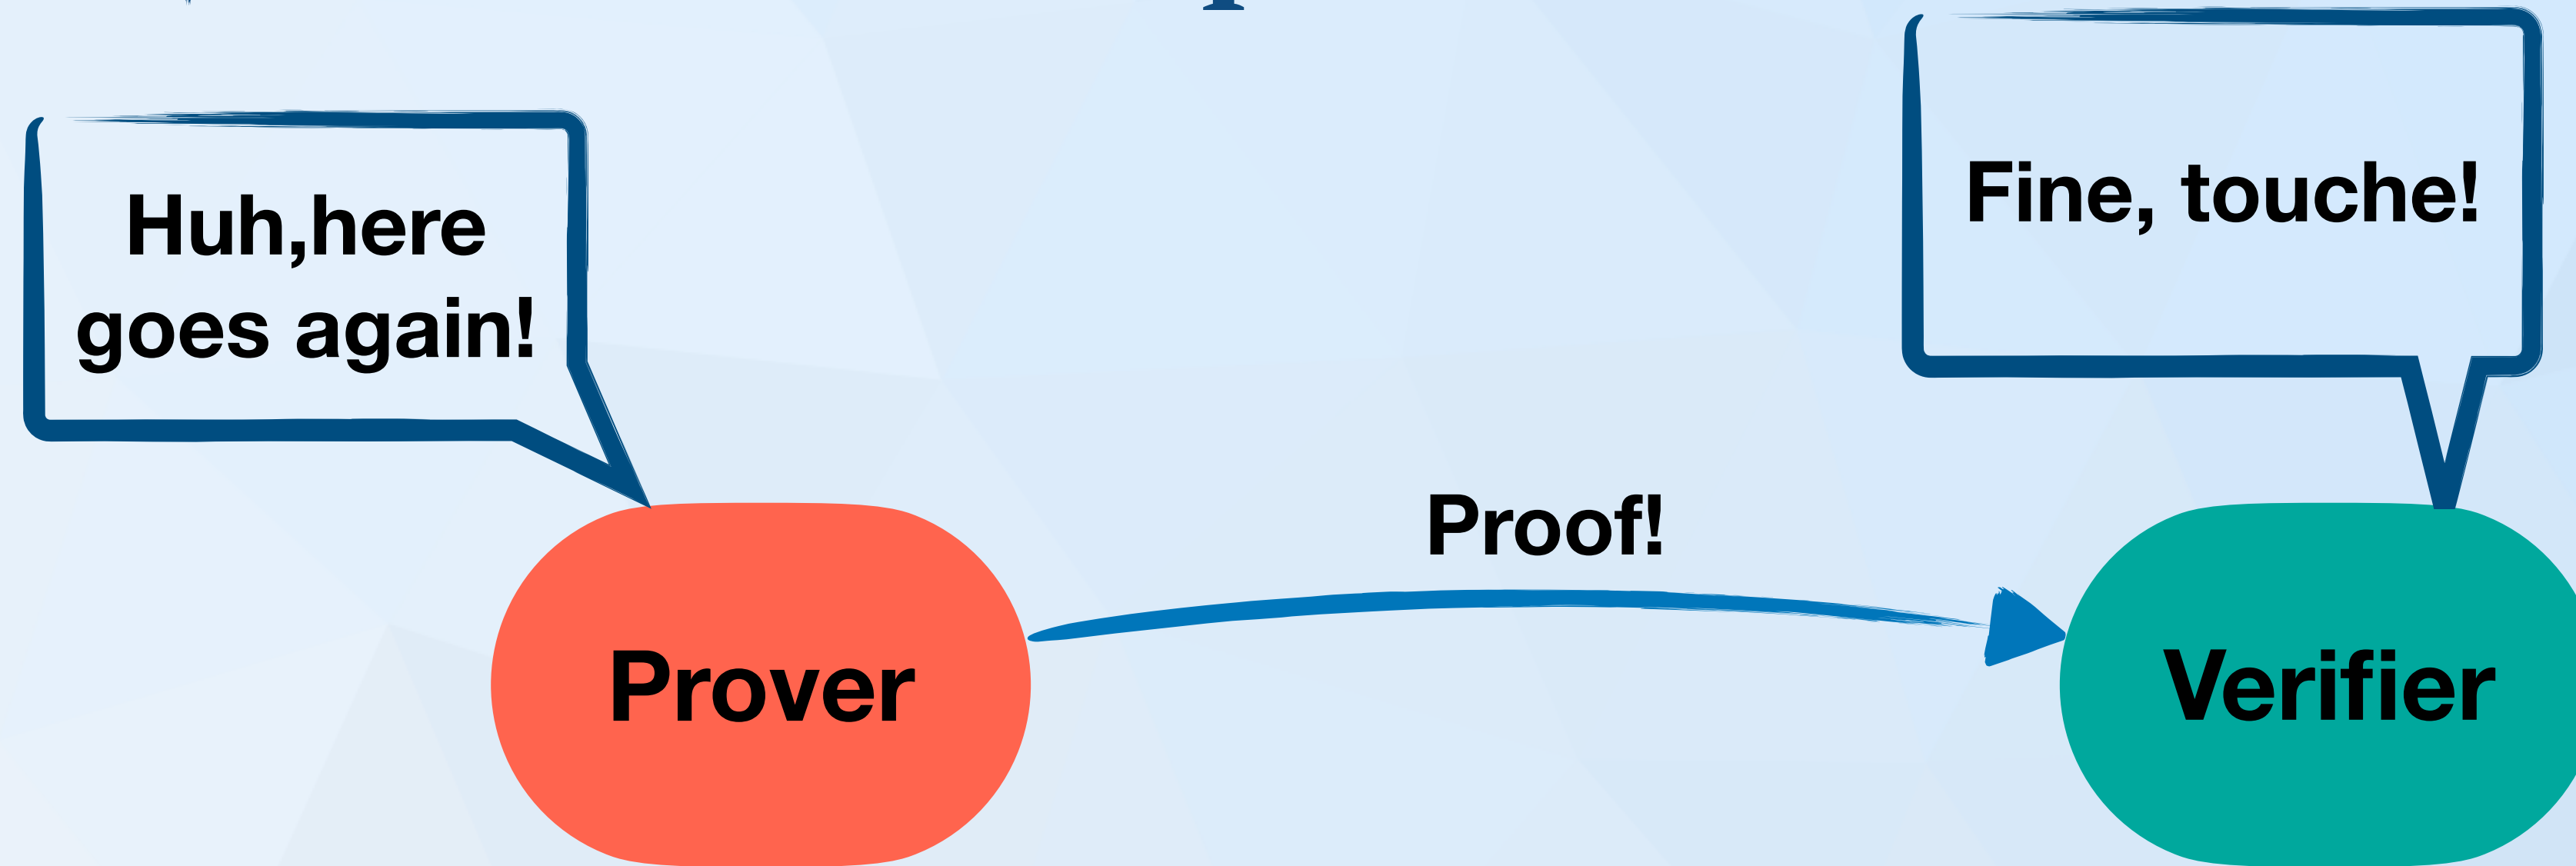 Huh,here
goes again!
Fine, touche!
Proof!
Prover
Verifier